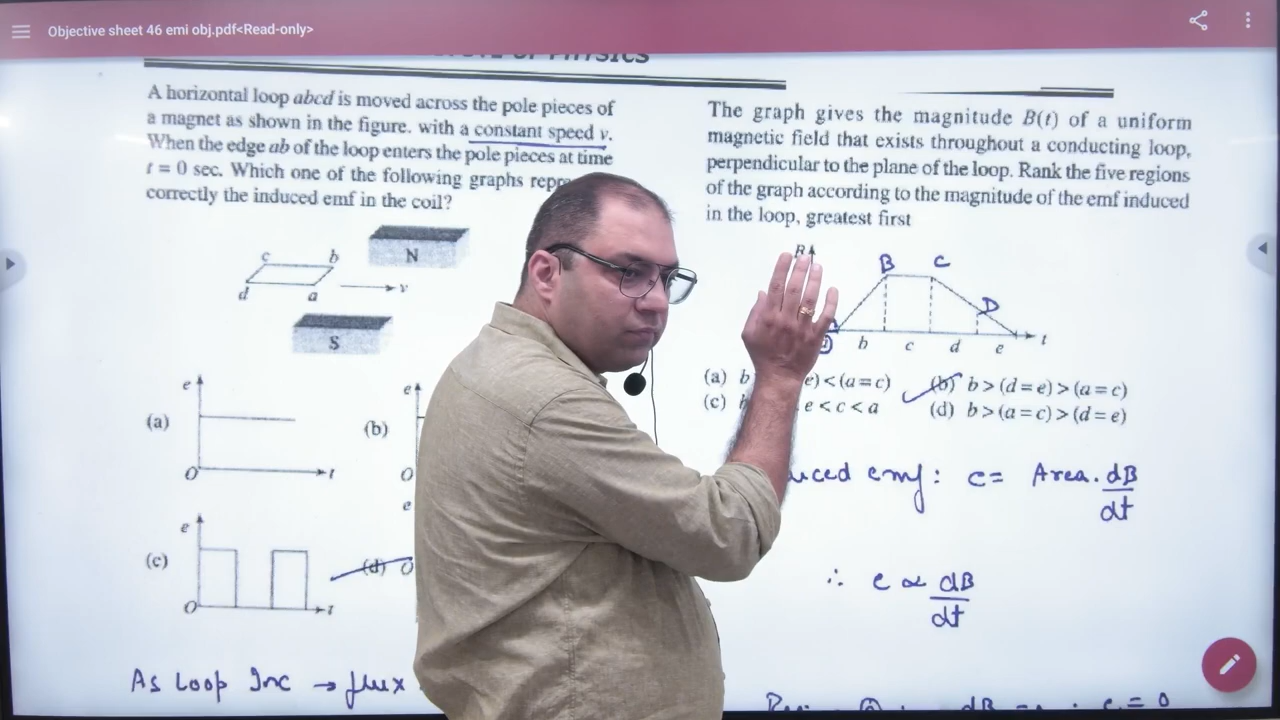 Objective sheet 46 emi obj.pdf<Read-only>
OF PHYSICS
A horizontal loop abcd is moved across the pole pieces of
a magnet as shown in the figure. with a constant speed v.
When the edge ab of the loop enters the pole pieces at time
t = 0 sec. Which one of the following graphs
correctly the induced emf in the coil?
c b N
d a v
S
e
(a)
O t
e
(b)
O
e
(c)
O t
e
(d) O
As Loop Inc → flux
The graph gives the magnitude B(t) of a uniform
magnetic field that exists throughout a conducting loop,
perpendicular to the plane of the loop. Rank the five regions
of the graph according to the magnitude of the emf induced
in the loop, greatest first
B
B C
D
b c d e t
(a) b e) < (a = c) (b) b > (d = e) > (a = c)
(c) e < c < a (d) b > (a = c) > (d = e)
emf: e = Area. dB
dt
∴ e ∝ dB
dt